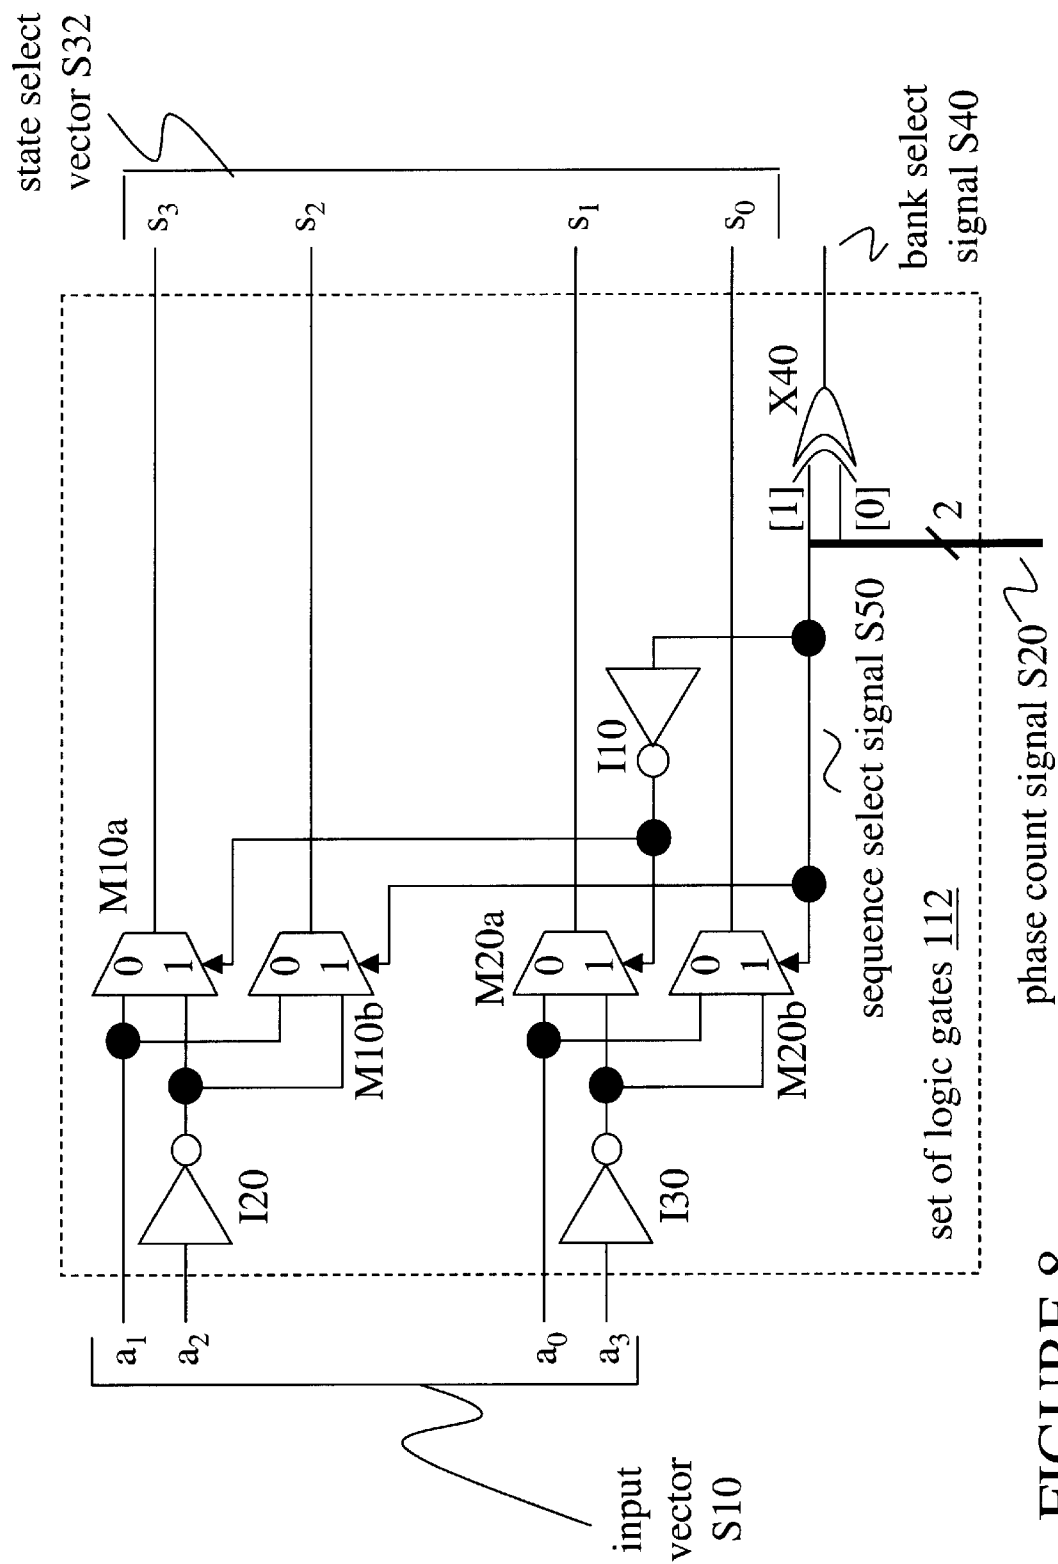 state select
vector S32
s3
s2
s1
s0
bank select
signal S40
X40
[1]
[0]
2
phase count signal S20
M10a
0
1
0
1
M10b
M20a
0
1
0
1
M20b
I10
sequence select signal S50
set of logic gates 112
I20
I30
a1
a2
a0
a3
input
vector
S10
FIGURE 8